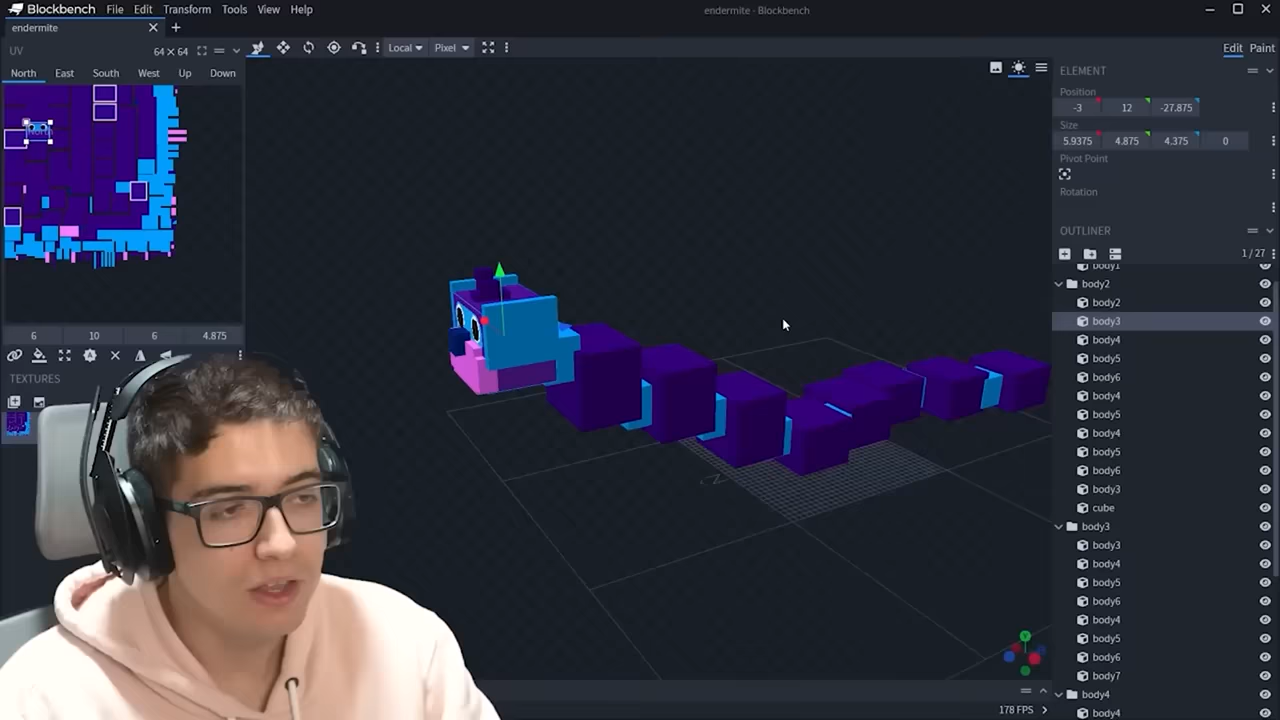 Blockbench File Edit Transform Tools View Help
endermite - Blockbench
endermite
UV
64 × 64
Local
Pixel
Edit Paint
North East South West Up Down
North
6 10 6 4.875
TEXTURES
ELEMENT
Position
-3 12 -27.875
Size
5.9375 4.875 4.375 0
Pivot Point
Rotation
OUTLINER
1/27
body1
body2
body2
body3
body4
body5
body6
body4
body5
body4
body5
body6
body3
cube
body3
body3
body4
body5
body6
body4
body5
body6
body7
body4
body4
178 FPS